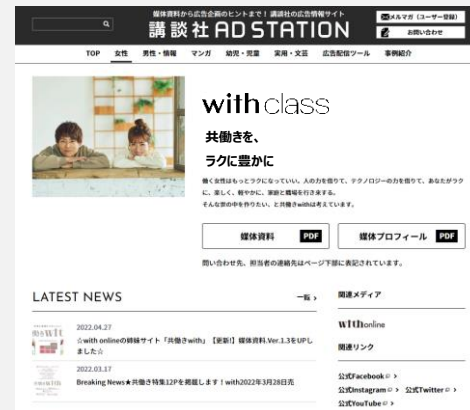 媒体資料から広告企画のヒントまで！講談社の広告情報サイト
講談社 AD STATION
メルマガ（ユーザー登録）
お問い合わせ
TOP 女性 男性・情報 マンガ 幼児・児童 実用・文芸 広告配信ツール 事例紹介
with class
共働きを、
ラクに豊かに
働く女性はもっとラクになっていい。人の力を借りて、テクノロジーの力を借りて、あなたがラク
に、楽しく、軽やかに、家庭と職場を行き来する。
そんな世の中を作りたい、と共働きwithは考えています。
媒体資料 PDF
媒体プロフィール PDF
問い合わせ先、担当者の連絡先はページ下部に表記されています。
LATEST NEWS
一覧 ›
2022.04.27
☆with onlineの姉妹サイト「共働きwith」【更新!】媒体資料.Ver.1.3をUPし
ました☆
2022.03.17
Breaking News★共働き特集12Pを掲載します！with2022年3月28日売
関連メディア
withonline
関連リンク
公式Facebook ›
公式Instagram › 公式Twitter ›
公式YouTube ›